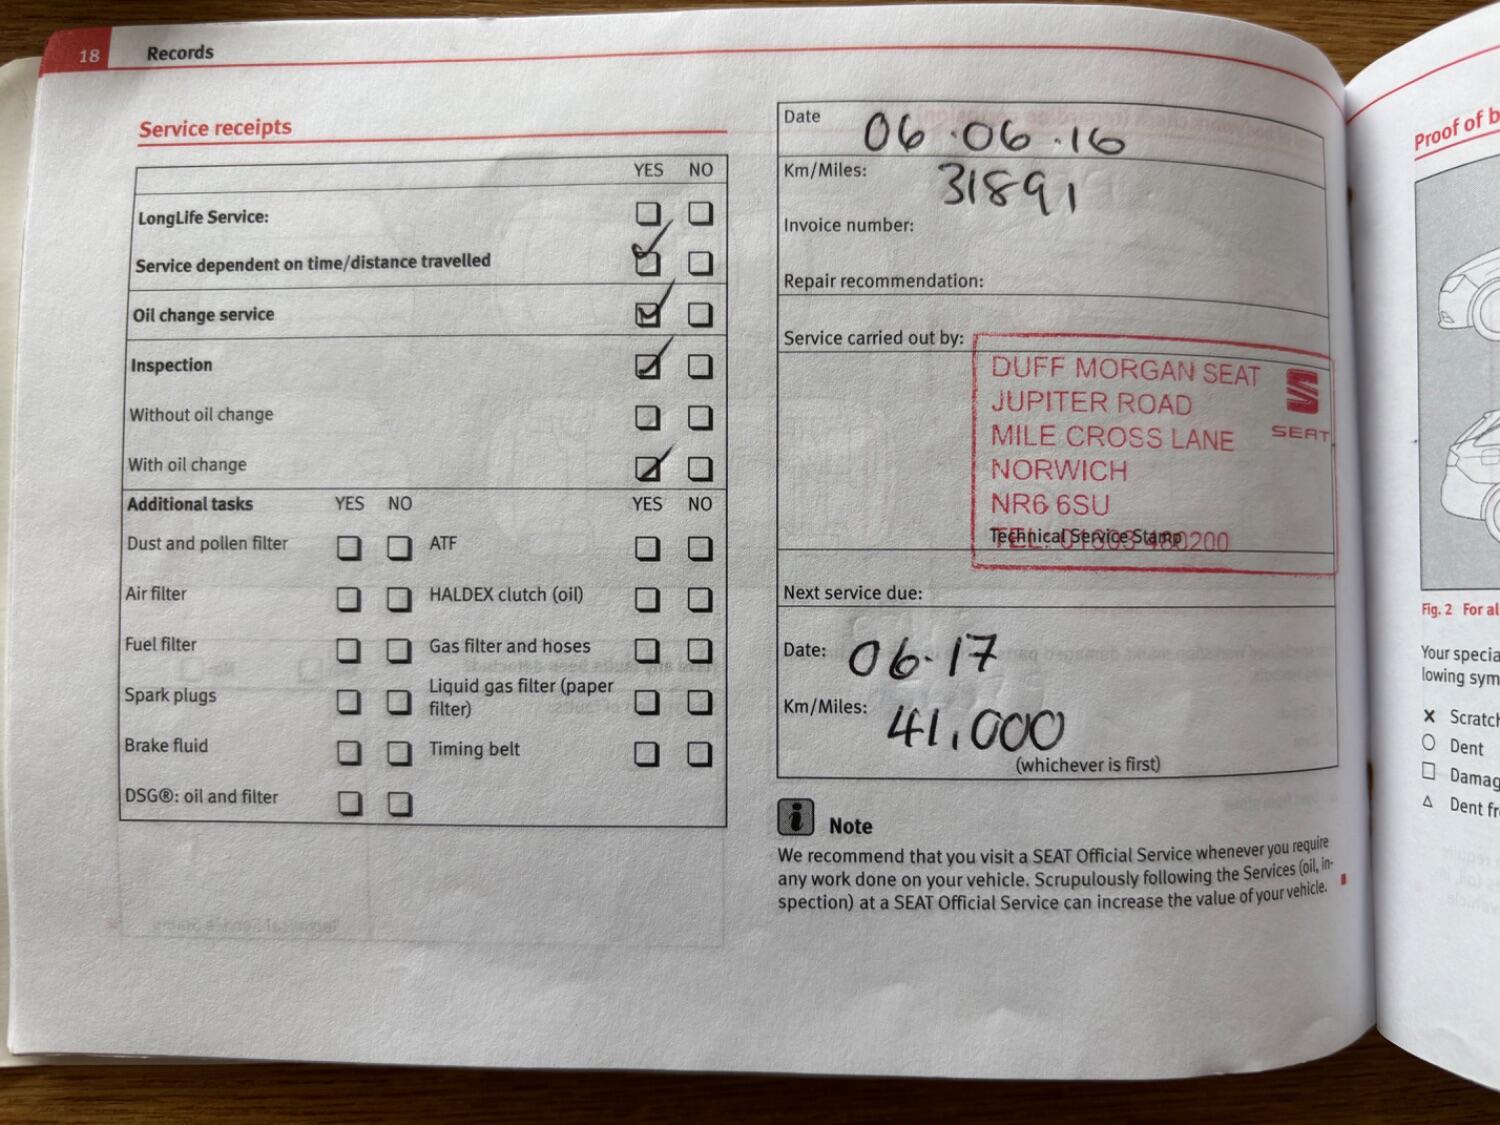 18
Records
Service receipts
YES NO
LongLife Service:
Service dependent on time/distance travelled
Oil change service
Inspection
Without oil change
With oil change
Additional tasks YES NO YES NO
Dust and pollen filter ATF
Air filter HALDEX clutch (oil)
Fuel filter Gas filter and hoses
Spark plugs Liquid gas filter (paper
filter)
Brake fluid Timing belt
DSG®: oil and filter
Date 06.06.16
Km/Miles: 31891
Invoice number:
Repair recommendation:
Service carried out by:
DUFF MORGAN SEAT
JUPITER ROAD
MILE CROSS LANE
SEAT
NORWICH
NR6 6SU
TEL: 01603 400200
Technical Service Stamp
Next service due:
Date: 06.17
Km/Miles: 41,000
(whichever is first)
Note
We recommend that you visit a SEAT Official Service whenever you require
any work done on your vehicle. Scrupulously following the Services (oil, in-
spection) at a SEAT Official Service can increase the value of your vehicle.
Proof of b
Fig. 2 For al
Your specia
lowing sym
x Scratch
Dent
Damag
Dent fr